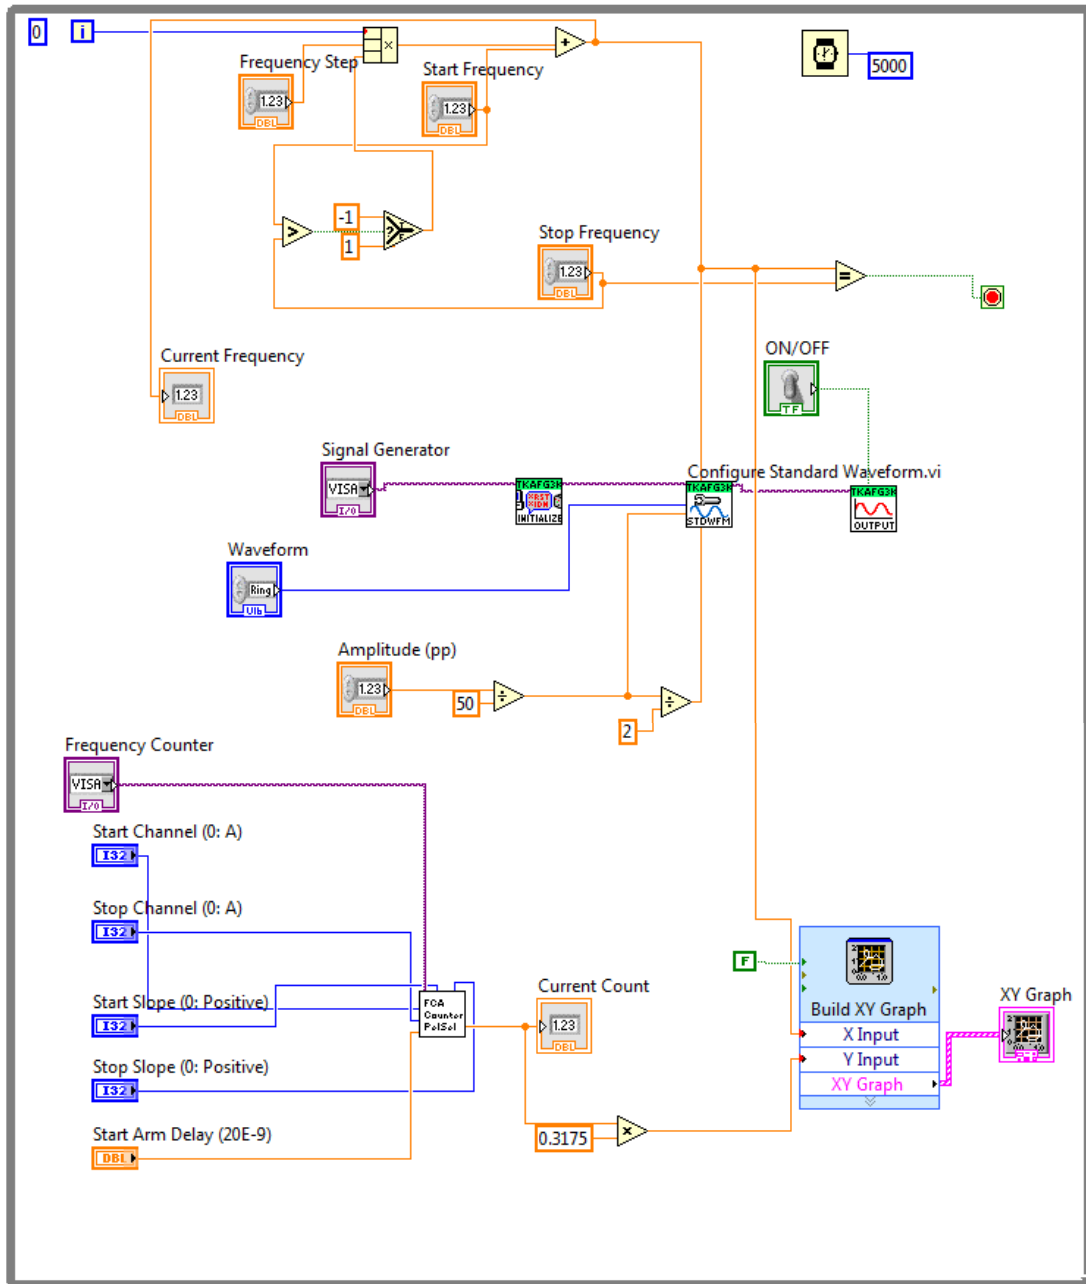 0
i
5000
Frequency Step
x
+
Start Frequency
1.23
DBL
1.23
DBL
-1
>
?
T
F
1
Stop Frequency
1.23
DBL
=
ON/OFF
TF
Current Frequency
1.23
DBL
Signal Generator
VISA
I/O
Configure Standard Waveform.vi
TKAFG3K
INITIALIZE
TKAFG3K
STDWFM
TKAFG3K
OUTPUT
Waveform
Ring
U16
Amplitude (pp)
1.23
DBL
÷
50
÷
2
Frequency Counter
VISA
I/O
Start Channel (0: A)
I32
Stop Channel (0: A)
I32
F
Build XY Graph
X Input
Y Input
XY Graph
XY Graph
Start Slope (0: Positive)
I32
FCA
Counter
PolSel
Current Count
1.23
DBL
Stop Slope (0: Positive)
I32
Start Arm Delay (20E-9)
DBL
0.3175
x